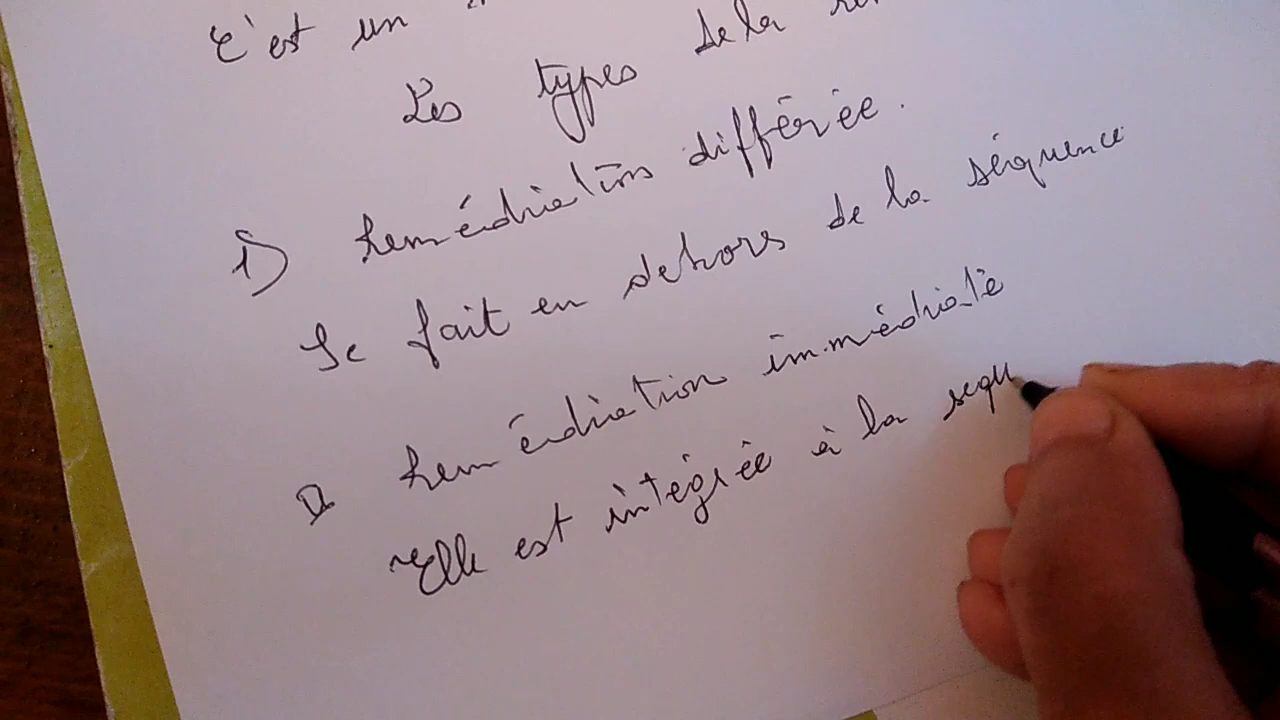 C'est un
Les types de la
1) Remédiation différée.
Se fait en dehors de la séquence
Remédiation immédiate
Elle est intégrée à la sequ